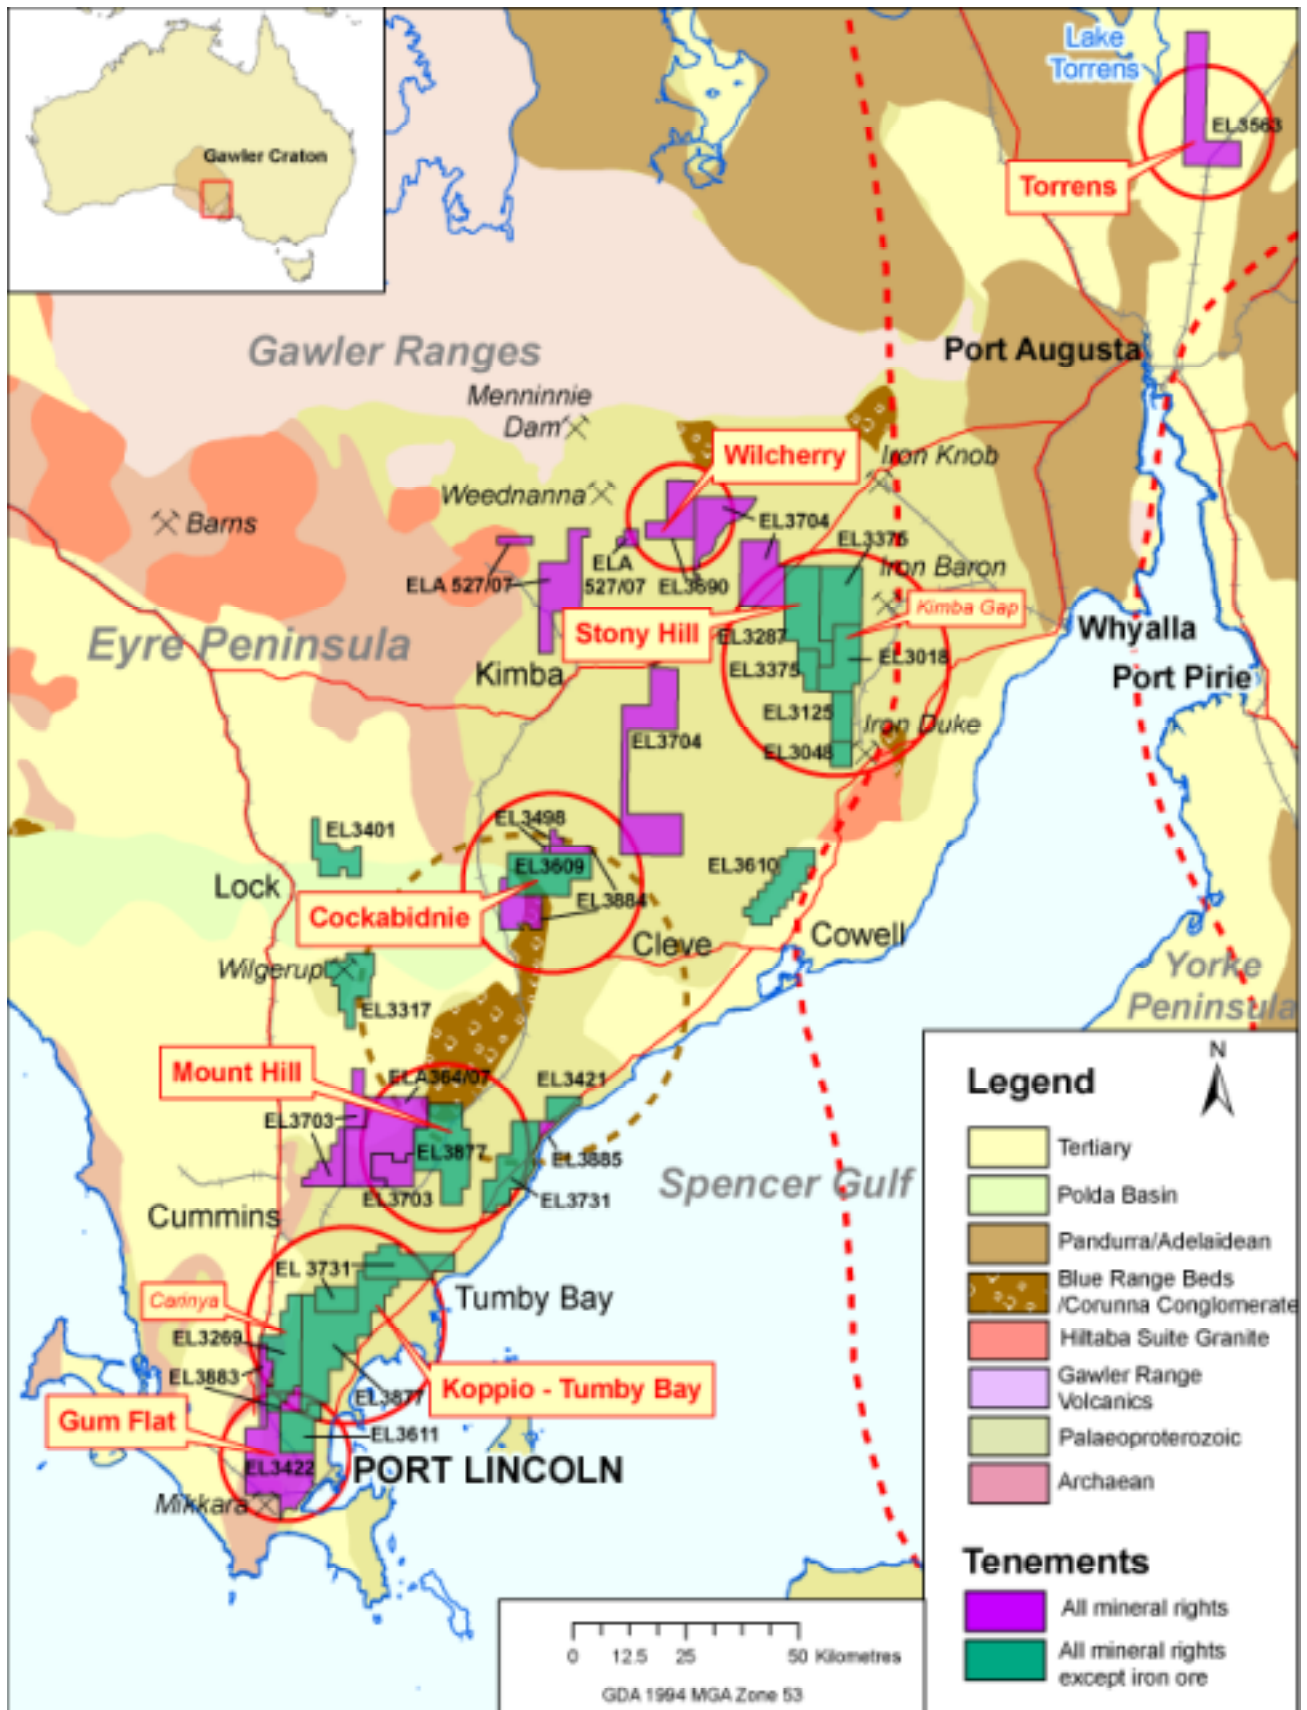 Gawler Craton
Lake
Torrens
EL3563
Torrens
Gawler Ranges
Port Augusta
Menninnie
Dam
Wilcherry
Iron Knob
Weednanna
Barns
EL3704
EL3376
ELA
527/07
ELA 527/07
EL3690
Iron Baron
Kimba Gap
Stony Hill
EL3287
Whyalla
Eyre Peninsula
EL3018
Kimba
EL3375
Port Pirie
EL3125
Iron Duke
EL3704
EL3048
EL3498
EL3401
EL3609
EL3610
Lock
EL3884
Cockabidnie
Cleve
Cowell
Wilgerup
Yorke
Peninsula
EL3317
Mount Hill
ELA364/07
EL3421
EL3703
EL3877
EL3885
EL3703
EL3731
Spencer Gulf
Cummins
EL 3731
Carinya
Tumby Bay
EL3269
EL3883
EL3877
Koppio - Tumby Bay
Gum Flat
EL3611
EL3422
PORT LINCOLN
Mikkara
N
Legend
Tertiary
Polda Basin
Pandurra/Adelaidean
Blue Range Beds
/Corunna Conglomerate
Hiltaba Suite Granite
Gawler Range
Volcanics
Palaeoproterozoic
Archaean
Tenements
All mineral rights
All mineral rights
except iron ore
0 12.5 25 50 Kilometres
GDA 1994 MGA Zone 53